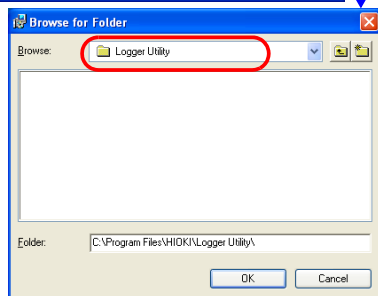 Browse for Folder
Browse:
Logger Utility
Folder:
C:\Program Files\HIOKI\Logger Utility\
OK
Cancel